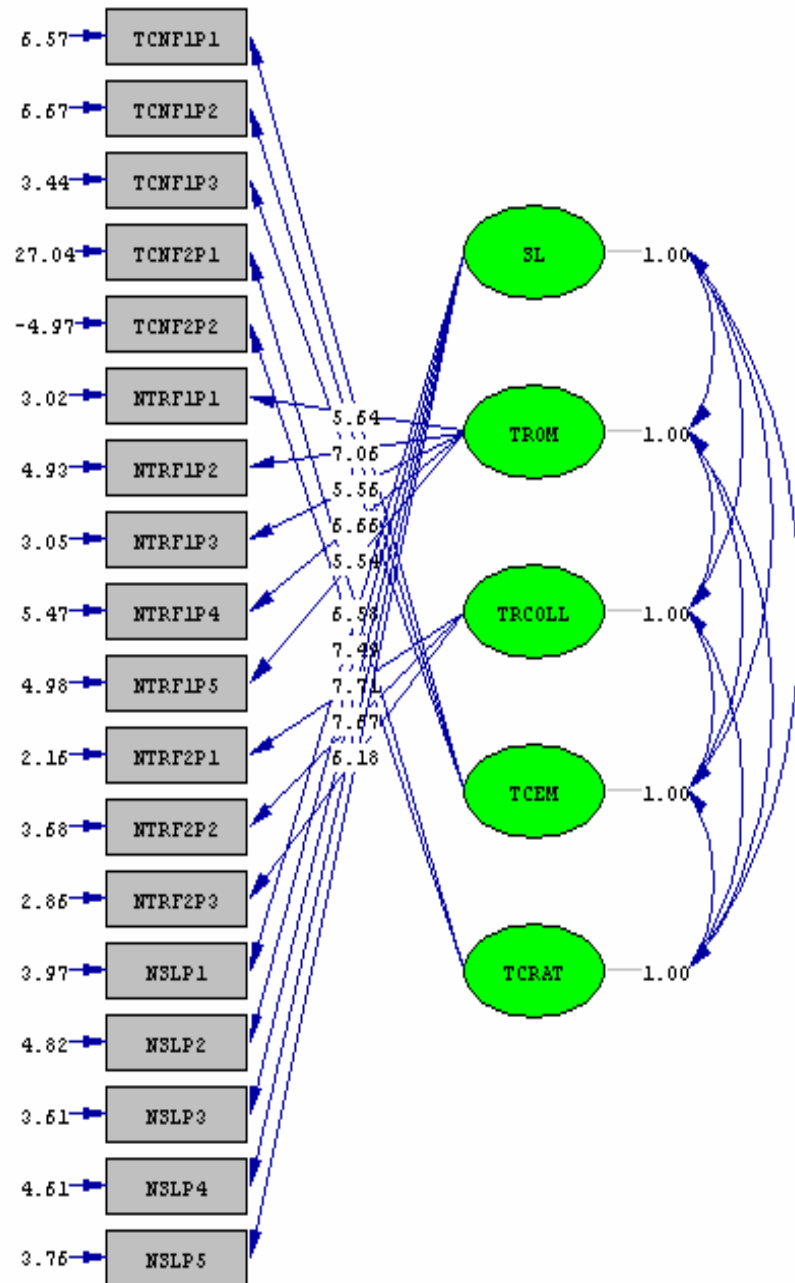 6.57 TCNF1P1
6.67 TCNF1P2
3.44 TCNF1P3
27.04 TCNF2P1
-4.97 TCNF2P2
3.02 NTRF1P1
4.93 NTRF1P2
3.05 NTRF1P3
5.47 NTRF1P4
4.98 NTRF1P5
2.16 NTRF2P1
3.68 NTRF2P2
2.86 NTRF2P3
3.97 NSLP1
4.82 NSLP2
3.61 NSLP3
4.61 NSLP4
3.76 NSLP5
5.64
7.06
5.56
6.66
5.54
7.49
7.71
7.67
6.18
SL 1.00
TROM 1.00
TRCOLL 1.00
TCEM 1.00
TCRAT 1.00